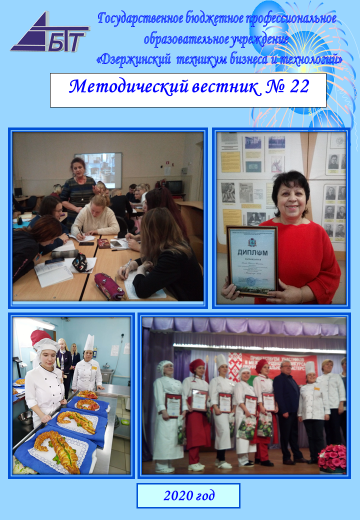 Государственное бюджетное профессиональное
образовательное учреждение
«Дзержинский техникум бизнеса и технологий»
БТ
Методический вестник № 22
ДИПЛОМ
2020 год